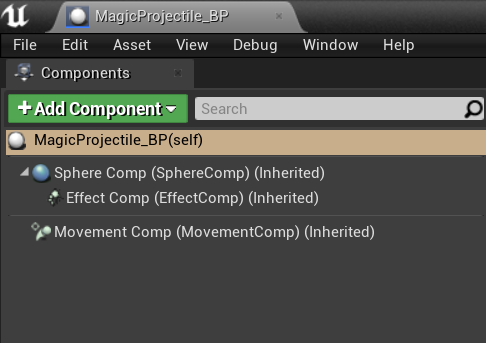 MagicProjectile_BP
File Edit Asset View Debug Window Help
Components
+Add Component Search
MagicProjectile_BP(self)
Sphere Comp (SphereComp) (Inherited)
Effect Comp (EffectComp) (Inherited)
Movement Comp (MovementComp) (Inherited)